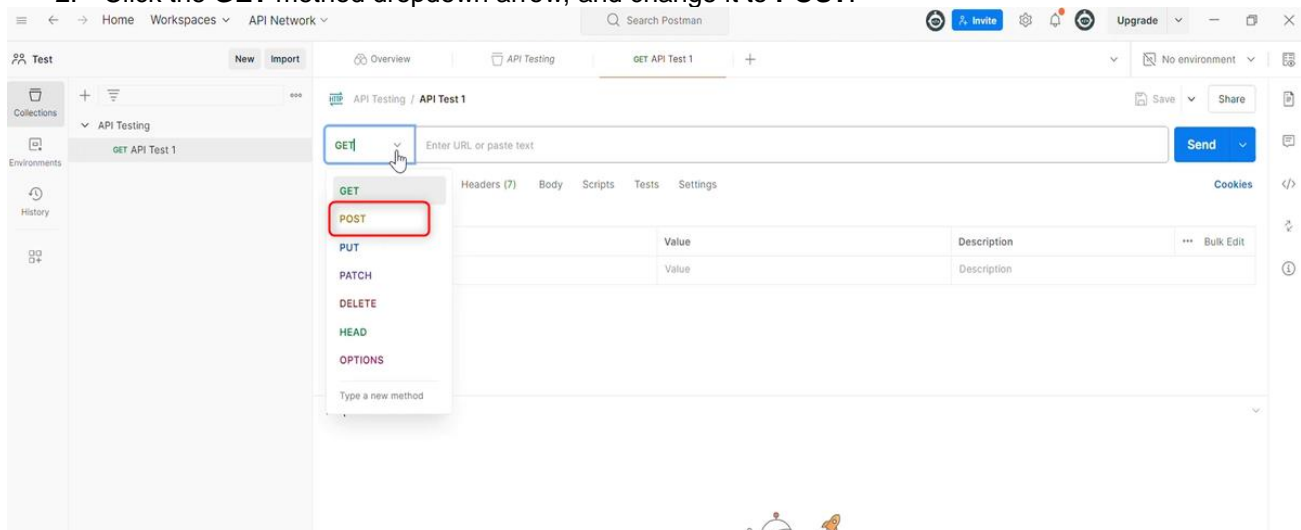 Click the GET method dropdown arrow, and change it to POST.
Home Workspaces API Network Search Postman Invite Upgrade
Test New Import Overview API Testing GET API Test 1 No environment
Collections
API Testing / API Test 1 Save Share
API Testing
GET API Test 1
Environments
GET Enter URL or paste text Send
History
Headers (7) Body Scripts Tests Settings Cookies
GET
POST
Value Description Bulk Edit
PUT
Value Description
PATCH
DELETE
HEAD
OPTIONS
Type a new method